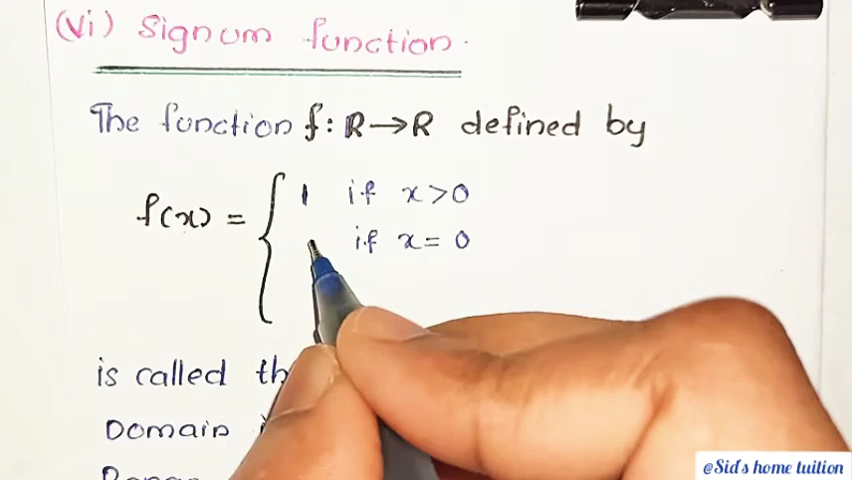 (vi) Signum function.
The function f: R→R defined by
f(x) = { 1 if x>0
if x= 0
is called th
Domain
@Sid's home tuition